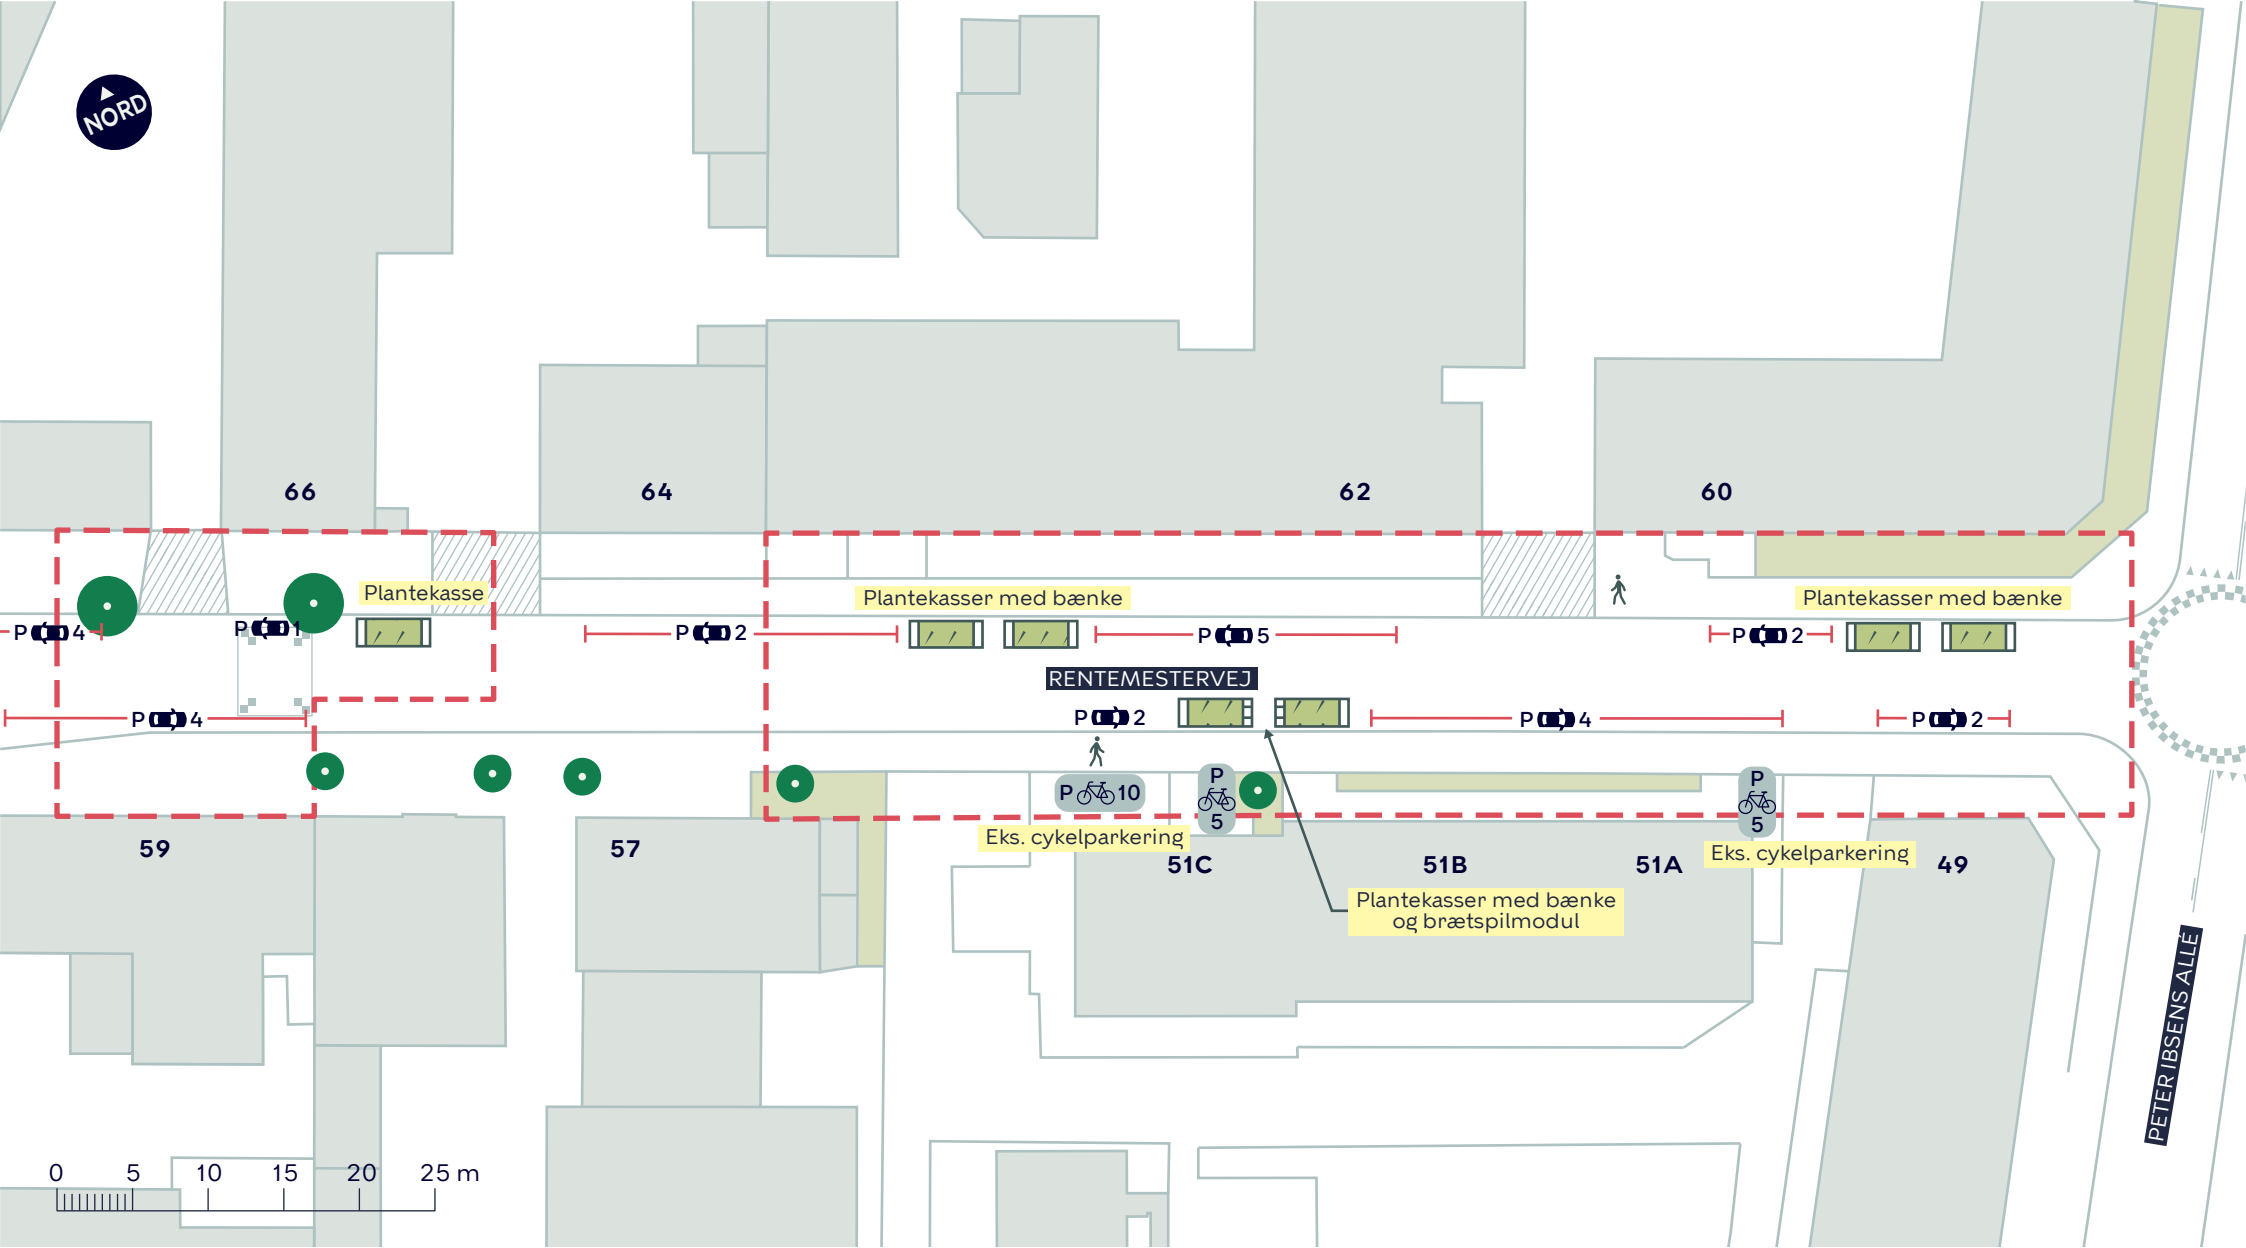 NORD
66
64
62
60
Plantekasse
Plantekasser med bænke
Plantekasser med bænke
P 4
P 1
P 2
P 5
P 2
RENTEMESTERVEJ
P 4
P 2
P 4
P 2
P 10
P
5
P
5
Eks. cykelparkering
Eks. cykelparkering
59
57
51C
51B
51A
49
Plantekasser med bænke
og brætspilmodul
PETER IBSENS ALLÉ
0 5 10 15 20 25 m